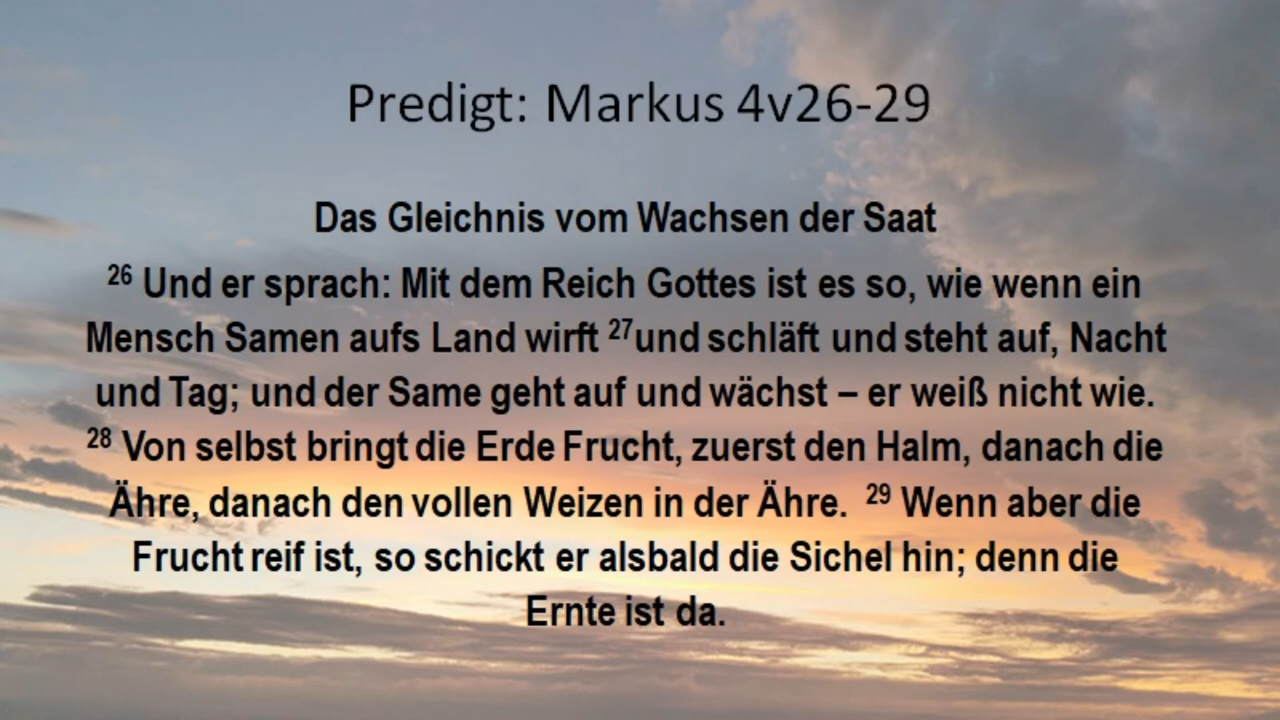 Predigt: Markus 4v26-29
Das Gleichnis vom Wachsen der Saat
26 Und er sprach: Mit dem Reich Gottes ist es so, wie wenn ein
Mensch Samen aufs Land wirft 27und schläft und steht auf, Nacht
und Tag; und der Same geht auf und wächst – er weiß nicht wie.
28 Von selbst bringt die Erde Frucht, zuerst den Halm, danach die
Ähre, danach den vollen Weizen in der Ähre. 29 Wenn aber die
Frucht reif ist, so schickt er alsbald die Sichel hin; denn die
Ernte ist da.